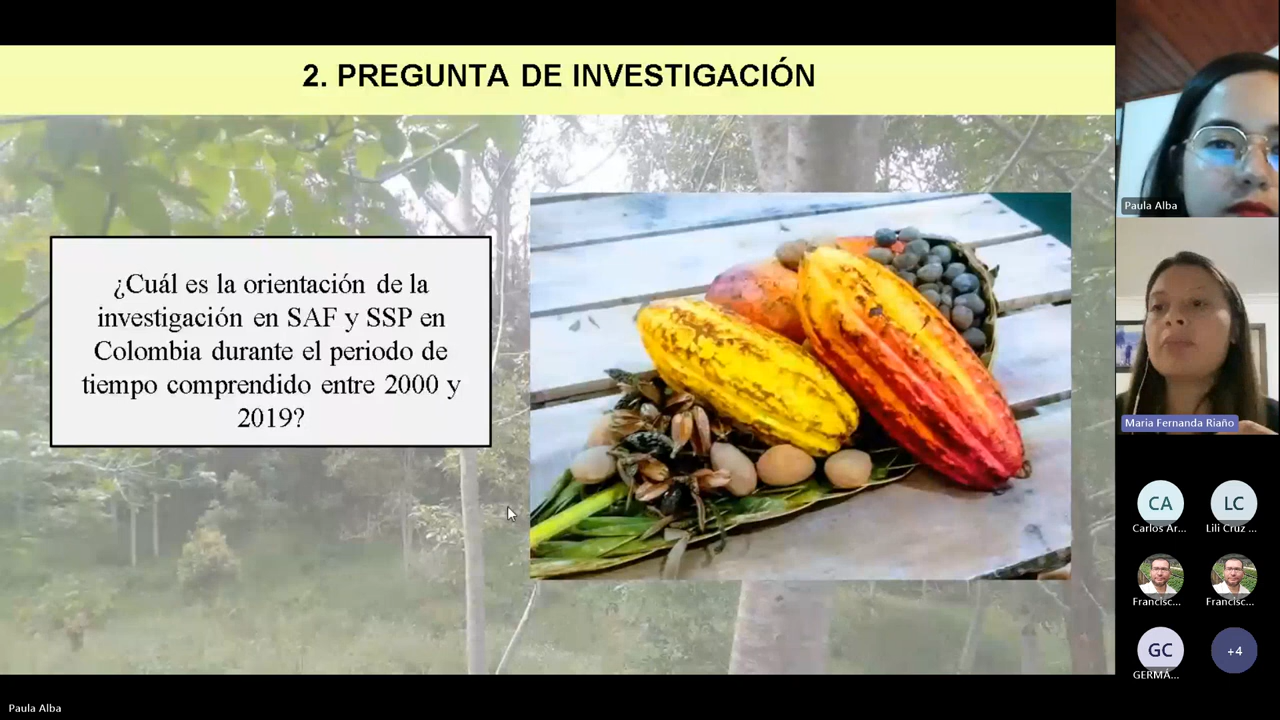 2. PREGUNTA DE INVESTIGACIÓN
¿Cuál es la orientación de la
investigación en SAF y SSP en
Colombia durante el periodo de
tiempo comprendido entre 2000 y
2019?
Paula Alba
Maria Fernanda Riaño
CA
Carlos Ar...
LC
Lili Cruz ...
Francisc...
Francisc...
GC
GERMÁ...
+4
Paula Alba